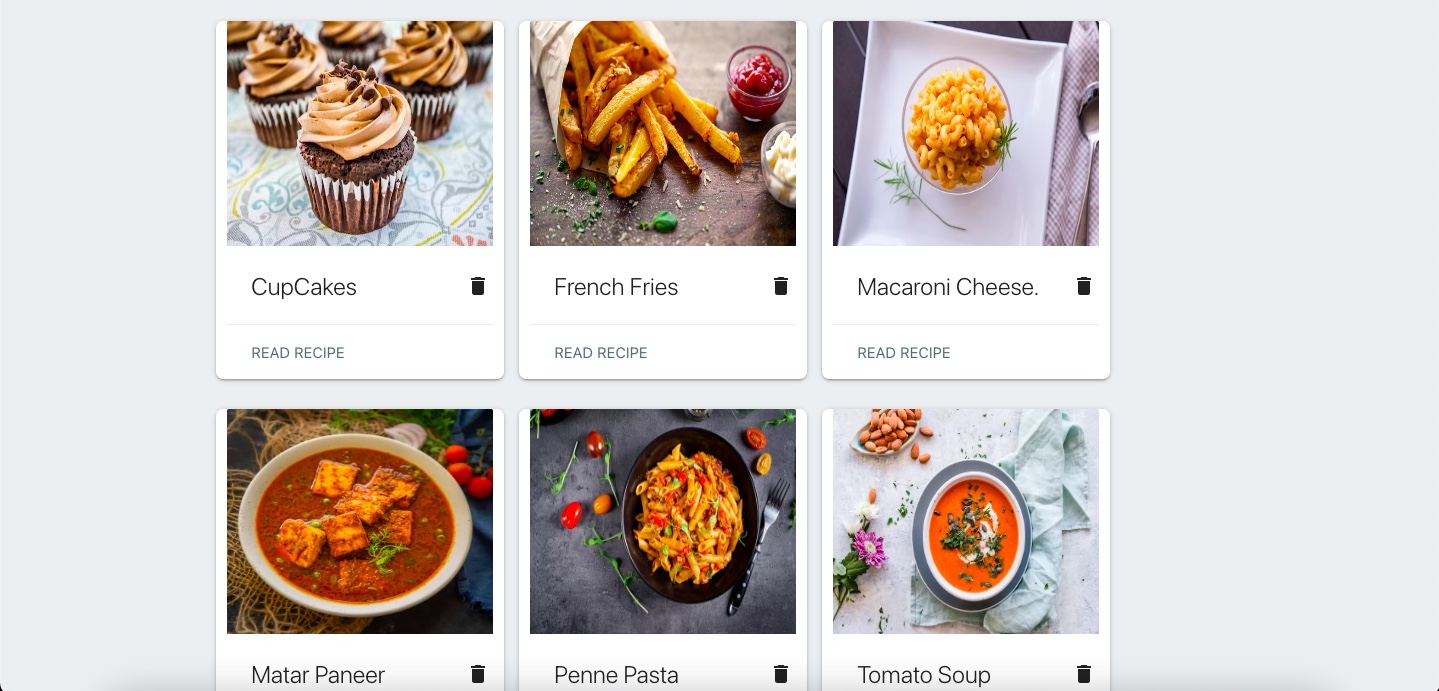 CupCakes
French Fries
Macaroni Cheese.
READ RECIPE
READ RECIPE
READ RECIPE
Matar Paneer
Penne Pasta
Tomato Soup